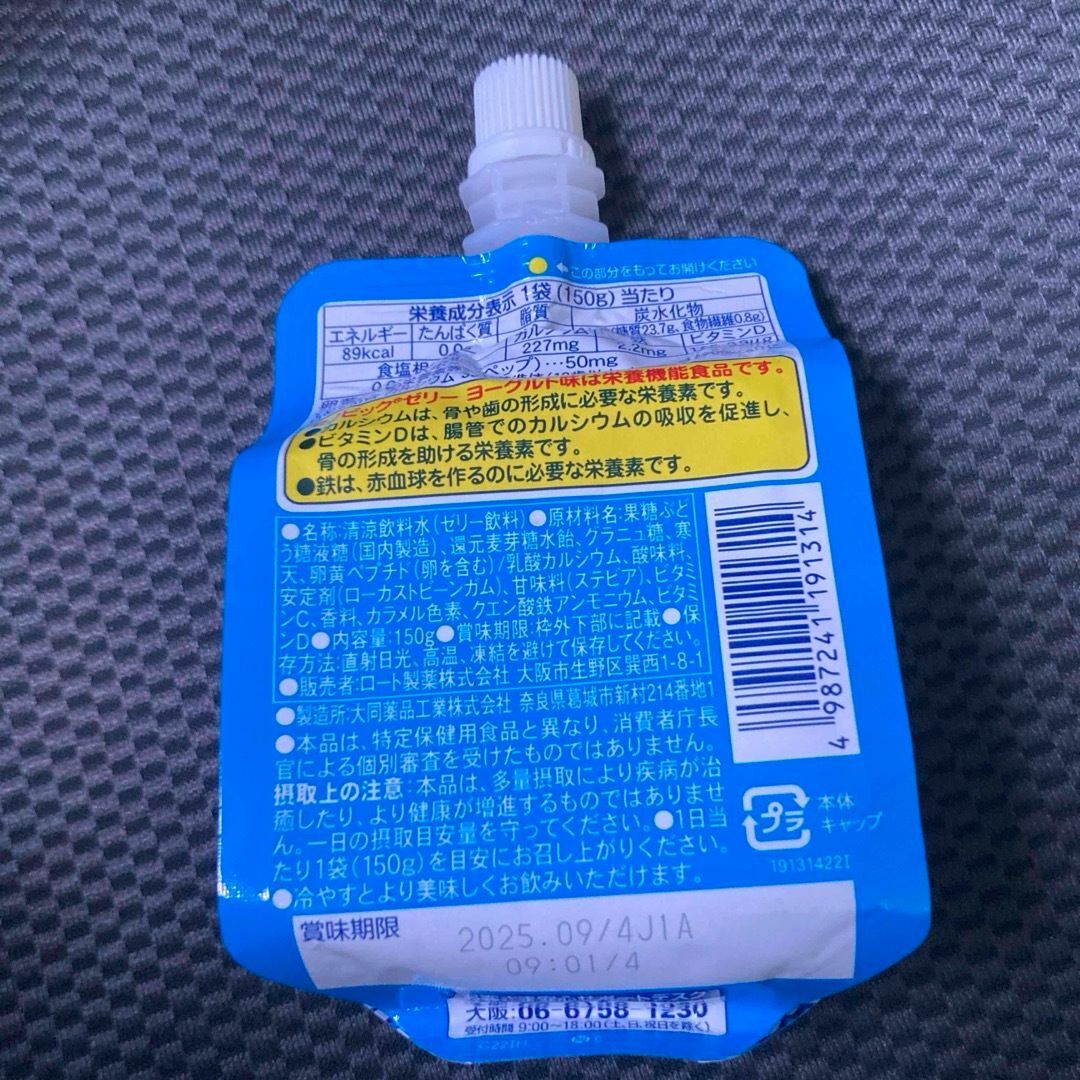 ←この部分をもってお開けください
栄養成分表示 1袋(150g)当たり
エネルギー たんぱく質 脂質 炭水化物
89kcal (糖質23.7g、食物繊維0.8g)
227mg 2.2mg ビタミンD
ペップ)…50mg
ゼリー ヨーグルト味は栄養機能食品です。
●カルシウムは、骨や歯の形成に必要な栄養素です。
●ビタミンDは、腸管でのカルシウムの吸収を促進し、
骨の形成を助ける栄養素です。
●鉄は、赤血球を作るのに必要な栄養素です。
●名称:清涼飲料水(ゼリー飲料)●原材料名:果糖ぶど
う糖液糖(国内製造)、還元麦芽糖水飴、グラニュ糖、寒
天、卵黄ペプチド(卵を含む)/乳酸カルシウム、酸味料、
安定剤(ローカストビーンガム)、甘味料(ステビア)、ビタミ
ンC、香料、カラメル色素、クエン酸鉄アンモニウム、ビタミ
ンD●内容量:150g●賞味期限:枠外下部に記載●保
存方法:直射日光、高温、凍結を避けて保存してください。
●販売者:ロート製薬株式会社 大阪市生野区巽西1-8-1
●製造所:大同薬品工業株式会社 奈良県葛城市新村214番地1
●本品は、特定保健用食品と異なり、消費者庁長
官による個別審査を受けたものではありません。
摂取上の注意:本品は、多量摂取により疾病が治
癒したり、より健康が増進するものではありませ
ん。一日の摂取目安量を守ってください。●1日当
たり1袋(150g)を目安にお召し上がりください。
●冷やすとより美味しくお飲みいただけます。
4 987241 191314
プラ
本体
キャップ
19131422I
賞味期限 2025.09/4J1A
09:01/4
大阪:06-6758-1230
受付時間 9:00~18:00(土、日、祝日を除く)